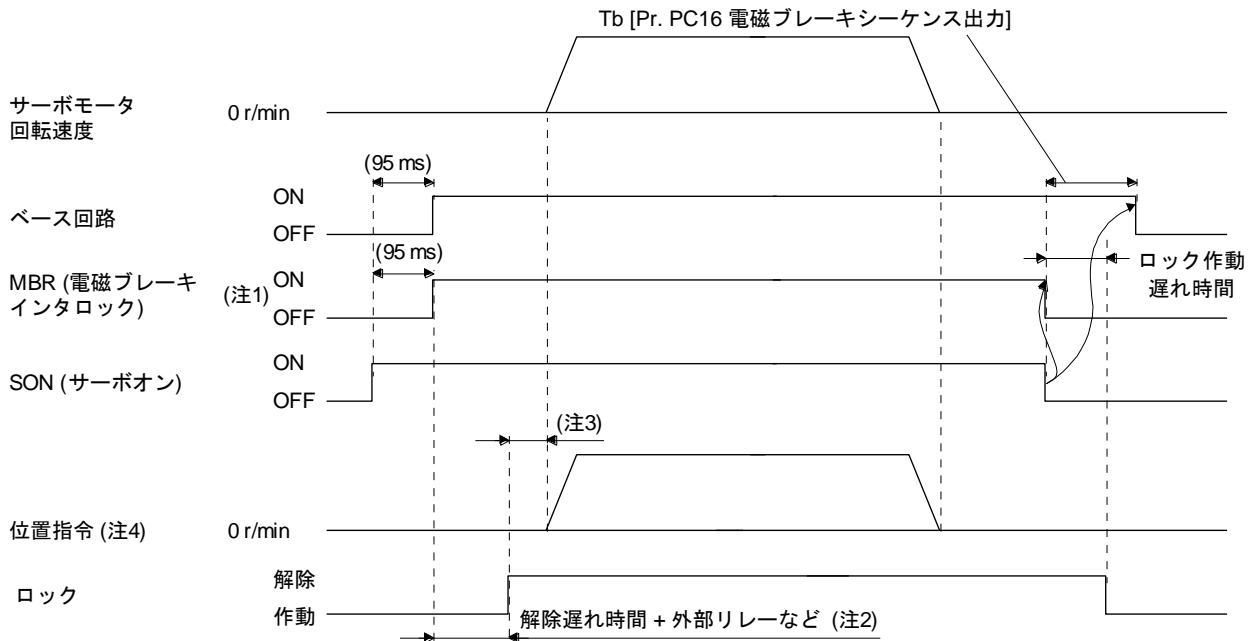 Tb [Pr. PC16 電磁ブレーキシーケンス出力]
サーボモータ
回転速度
0 r/min
(95 ms)
ベース回路
ON
OFF
(95 ms)
MBR (電磁ブレーキ
インタロック)
(注1)
ON
OFF
ロック作動
遅れ時間
SON (サーボオン)
ON
OFF
(注3)
位置指令 (注4)
0 r/min
ロック
解除
作動
解除遅れ時間 + 外部リレーなど (注2)